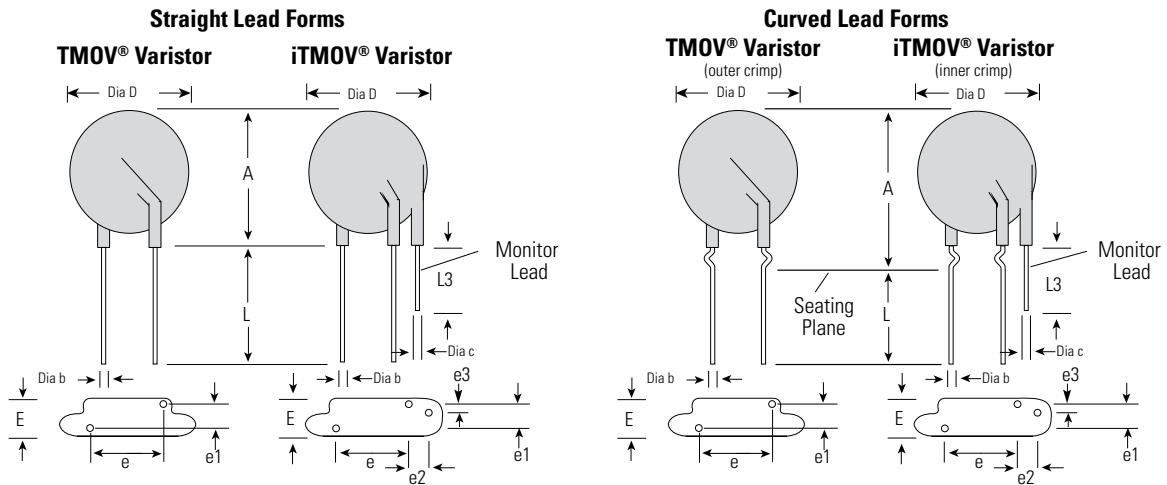 Straight Lead Forms
TMOV® Varistor
iTMOV® Varistor
Dia D
Dia D
A
L
L3
Monitor
Lead
Dia c
Dia b
Dia b
e3
E
E
e
e1
e
e2
e1
Curved Lead Forms
TMOV® Varistor
(outer crimp)
iTMOV® Varistor
(inner crimp)
Dia D
Dia D
A
Seating
Plane
L
L3
Monitor
Lead
Dia c
Dia b
Dia b
e3
E
E
e
e1
e
e2
e1